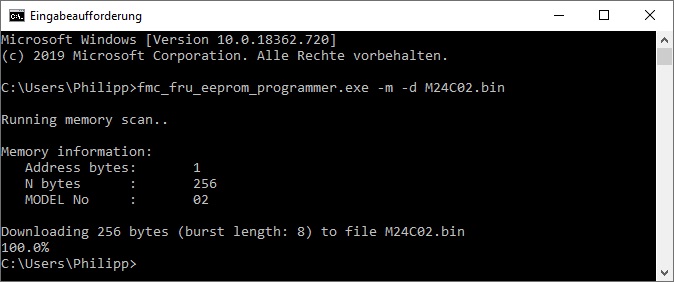 Eingabeaufforderung
Microsoft Windows [Version 10.0.18362.720]
(c) 2019 Microsoft Corporation. Alle Rechte vorbehalten.
C:\Users\Philipp>fmc_fru_eeprom_programmer.exe -m -d M24C02.bin
Running memory scan..
Memory information:
Address bytes: 1
N bytes : 256
MODEL No : 02
Downloading 256 bytes (burst length: 8) to file M24C02.bin
100.0%
C:\Users\Philipp>